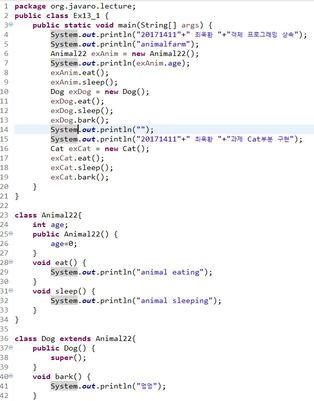 1 package org.javaro.lecture;
2 public class Ex13_1 {
3 public static void main(String[] args) {
4 System.out.println("20171411"+" 최욱환 "+"객체 프로그래밍 상속");
5 System.out.println("animalfarm");
6 Animal22 exAnim = new Animal22();
7 System.out.println(exAnim.age);
8 exAnim.eat();
9 exAnim.sleep();
10 Dog exDog = new Dog();
11 exDog.eat();
12 exDog.sleep();
13 exDog.bark();
14 System.out.println("");
15 System.out.println("20171411"+" 최욱환 "+"과제 Cat부분 구현");
16 Cat exCat = new Cat();
17 exCat.eat();
18 exCat.sleep();
19 exCat.bark();
20 }
21 }
22
23 class Animal22{
24 int age;
25 public Animal22() {
26 age=0;
27 }
28 void eat() {
29 System.out.println("animal eating");
30 }
31 void sleep() {
32 System.out.println("animal sleeping");
33 }
34 }
35
36 class Dog extends Animal22{
37 public Dog() {
38 super();
39 }
40 void bark() {
41 System.out.println("멍멍");
42 }